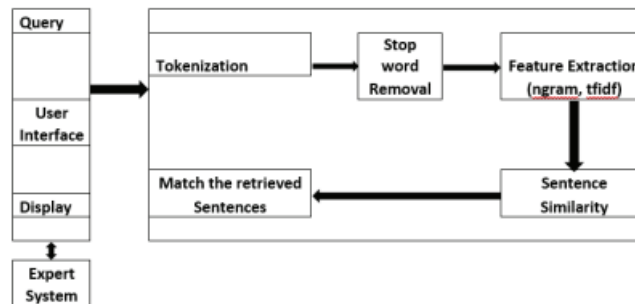 Query
User
Interface
Display
Expert
System
Tokenization
Stop
word
Removal
Feature Extraction
(ngram, tfidf)
Sentence
Similarity
Match the retrieved
Sentences